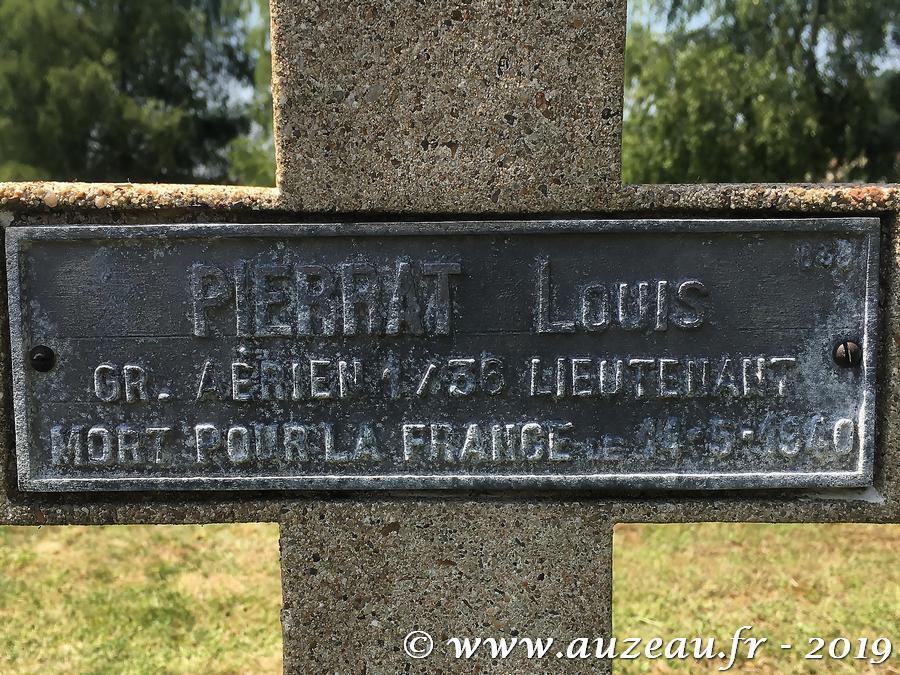 PIERRAT LOUIS
GR. AÉRIEN 1/36 LIEUTENANT
MORT POUR LA FRANCE LE 14-5-1940
© www.auzeau.fr - 2019